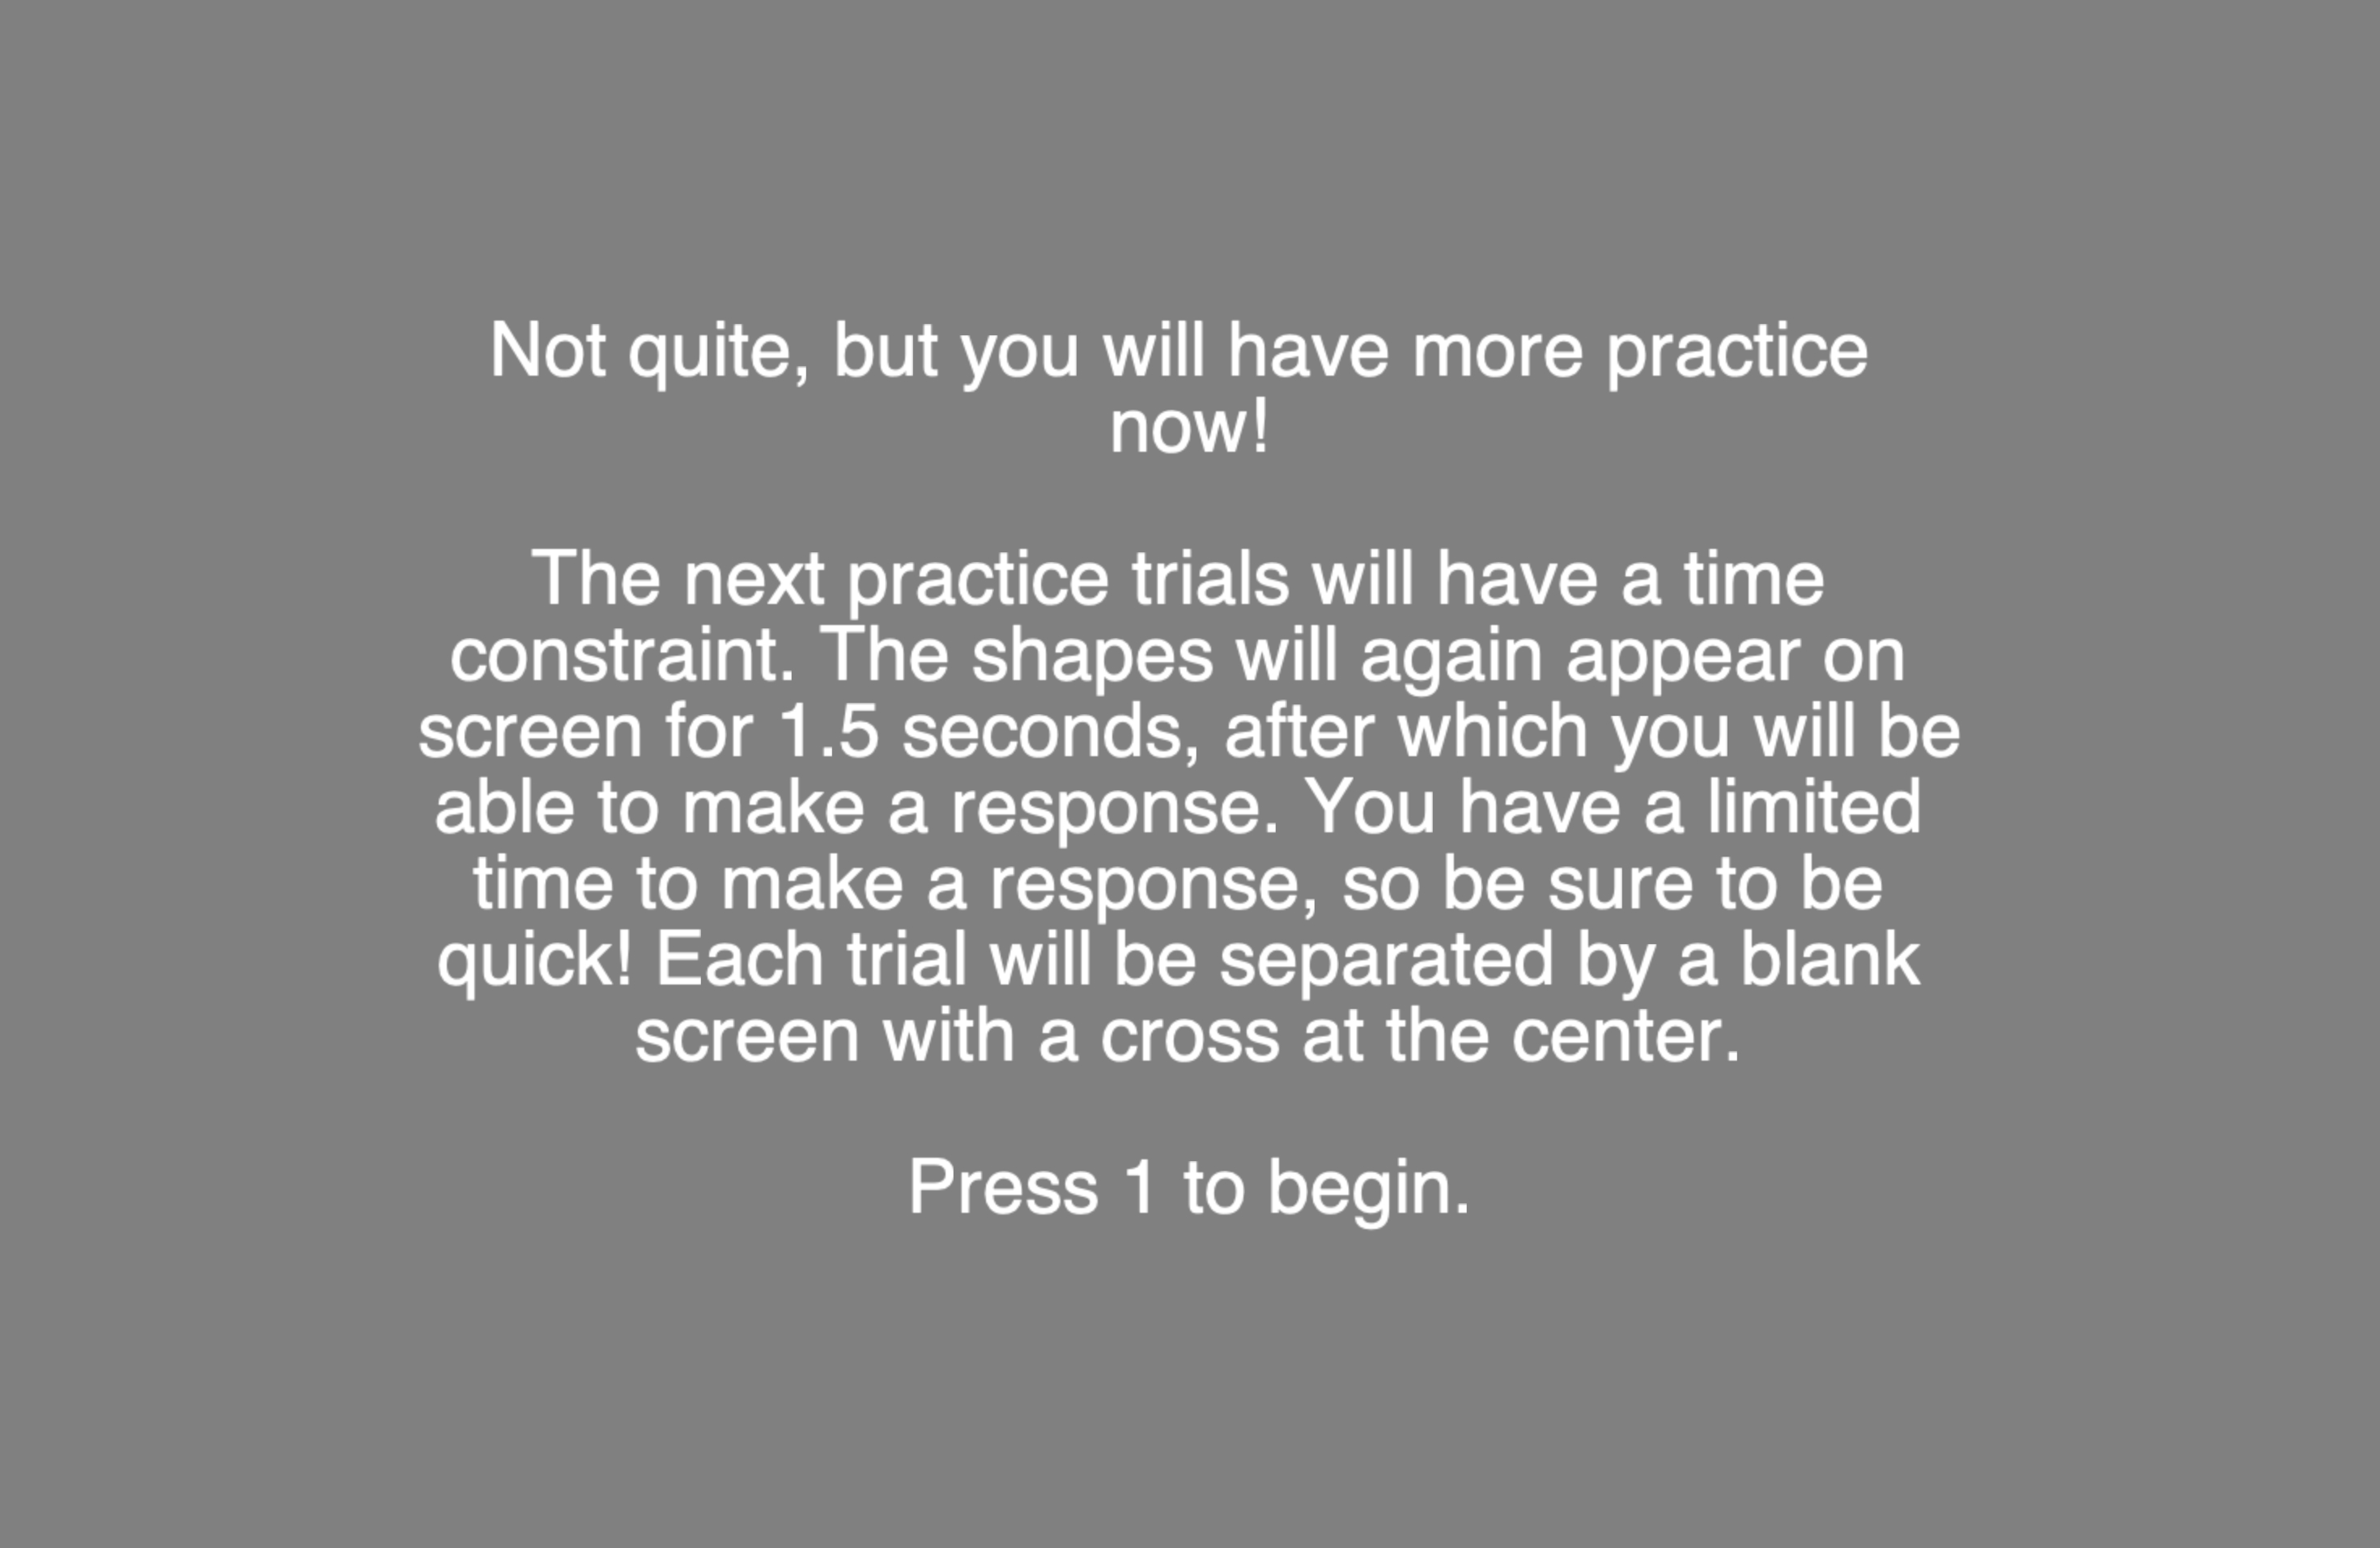 Not quite, but you will have more practice
now!
The next practice trials will have a time
constraint. The shapes will again appear on
screen for 1.5 seconds, after which you will be
able to make a response. You have a limited
time to make a response, so be sure to be
quick! Each trial will be separated by a blank
screen with a cross at the center.
Press 1 to begin.